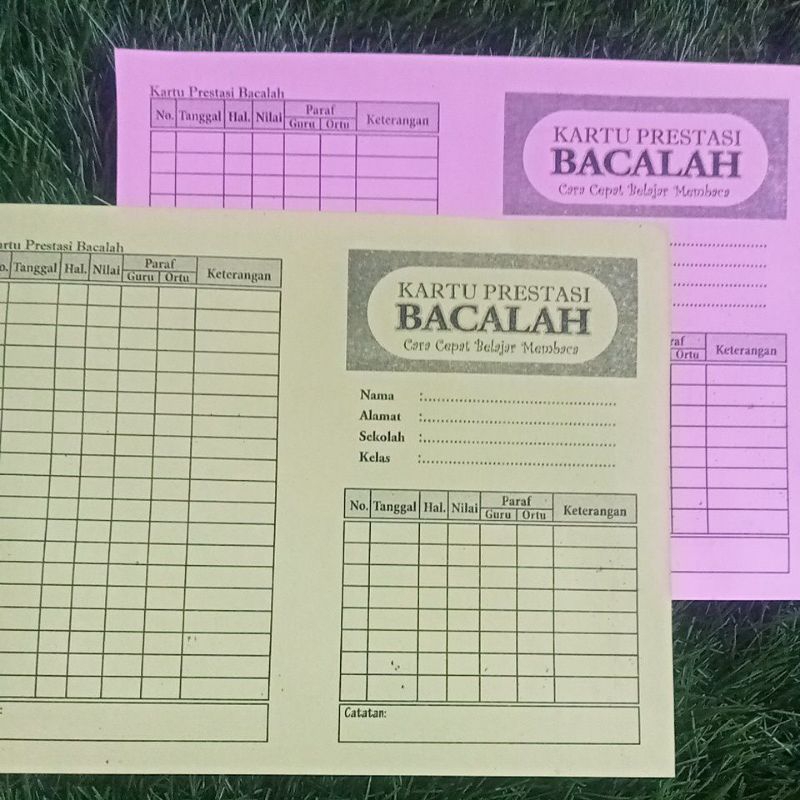 Kartu Prestasi Bacalah
No. Tanggal Hal. Nilai Paraf Keterangan
Guru Ortu
KARTU PRESTASI
BACALAH
Cara Cepat Belajar Membaca
Ortu Keterangan
Prestasi Bacalah
Tanggal Hal. Nilai Paraf Keterangan
Guru Ortu
KARTU PRESTASI
BACALAH
Cara Cepat Belajar Membaca
Nama :
Alamat :
Sekolah :
Kelas :
No. Tanggal Hal. Nilai Paraf Keterangan
Guru Ortu
Catatan: